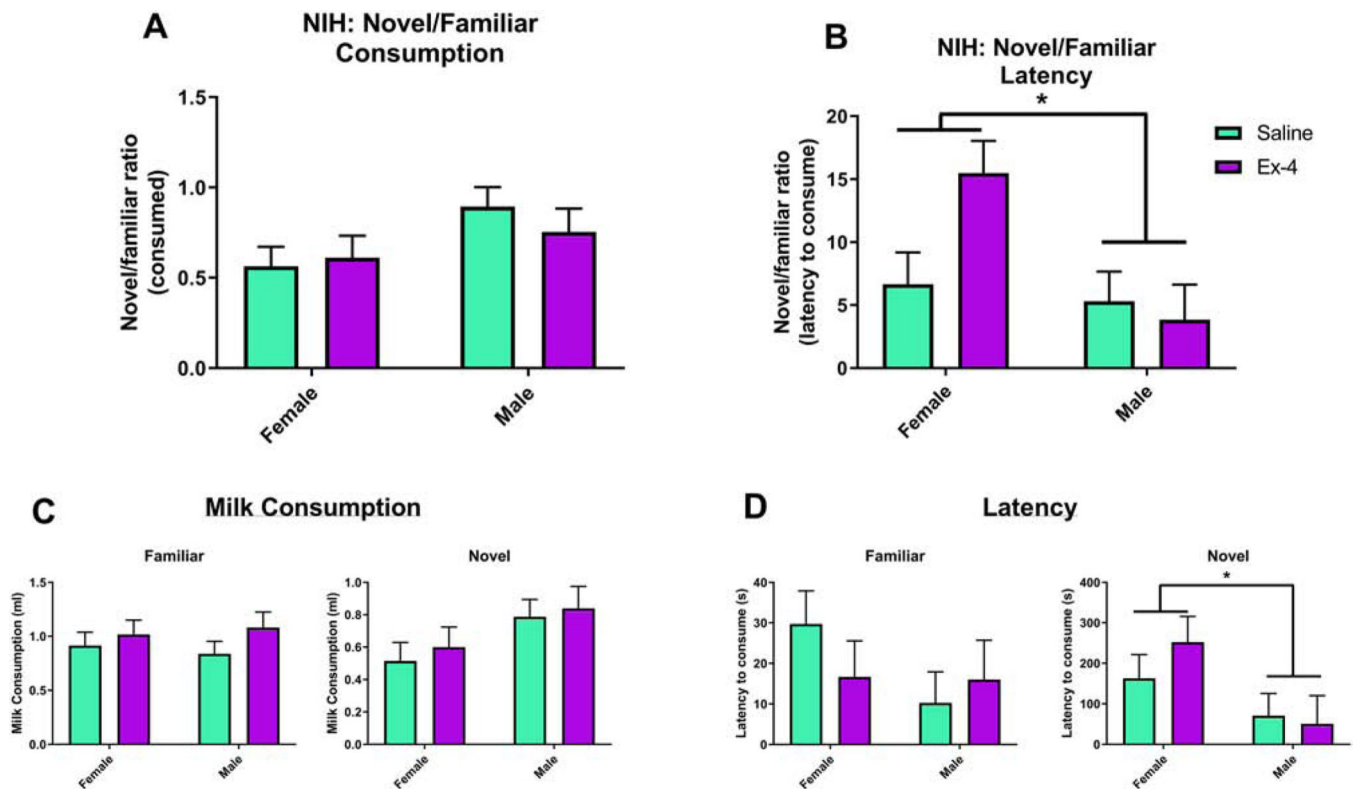 A
NIH: Novel/Familiar
Consumption
Novel/familiar ratio
(consumed)
1.5
1.0
0.5
0.0
Female
Male
B
NIH: Novel/Familiar
Latency
Novel/familiar ratio
(latency to consume)
20
15
10
5
0
*
Female
Male
Saline
Ex-4
C
Milk Consumption
Familiar
Milk Consumption (ml)
1.5
1.0
0.5
0.0
Female
Male
Novel
Milk Consumption (ml)
1.0
0.8
0.6
0.4
0.2
0.0
Female
Male
D
Latency
Familiar
Latency to consume (s)
40
30
20
10
0
Female
Male
Novel
Latency to consume (s)
400
300
200
100
0
*
Female
Male